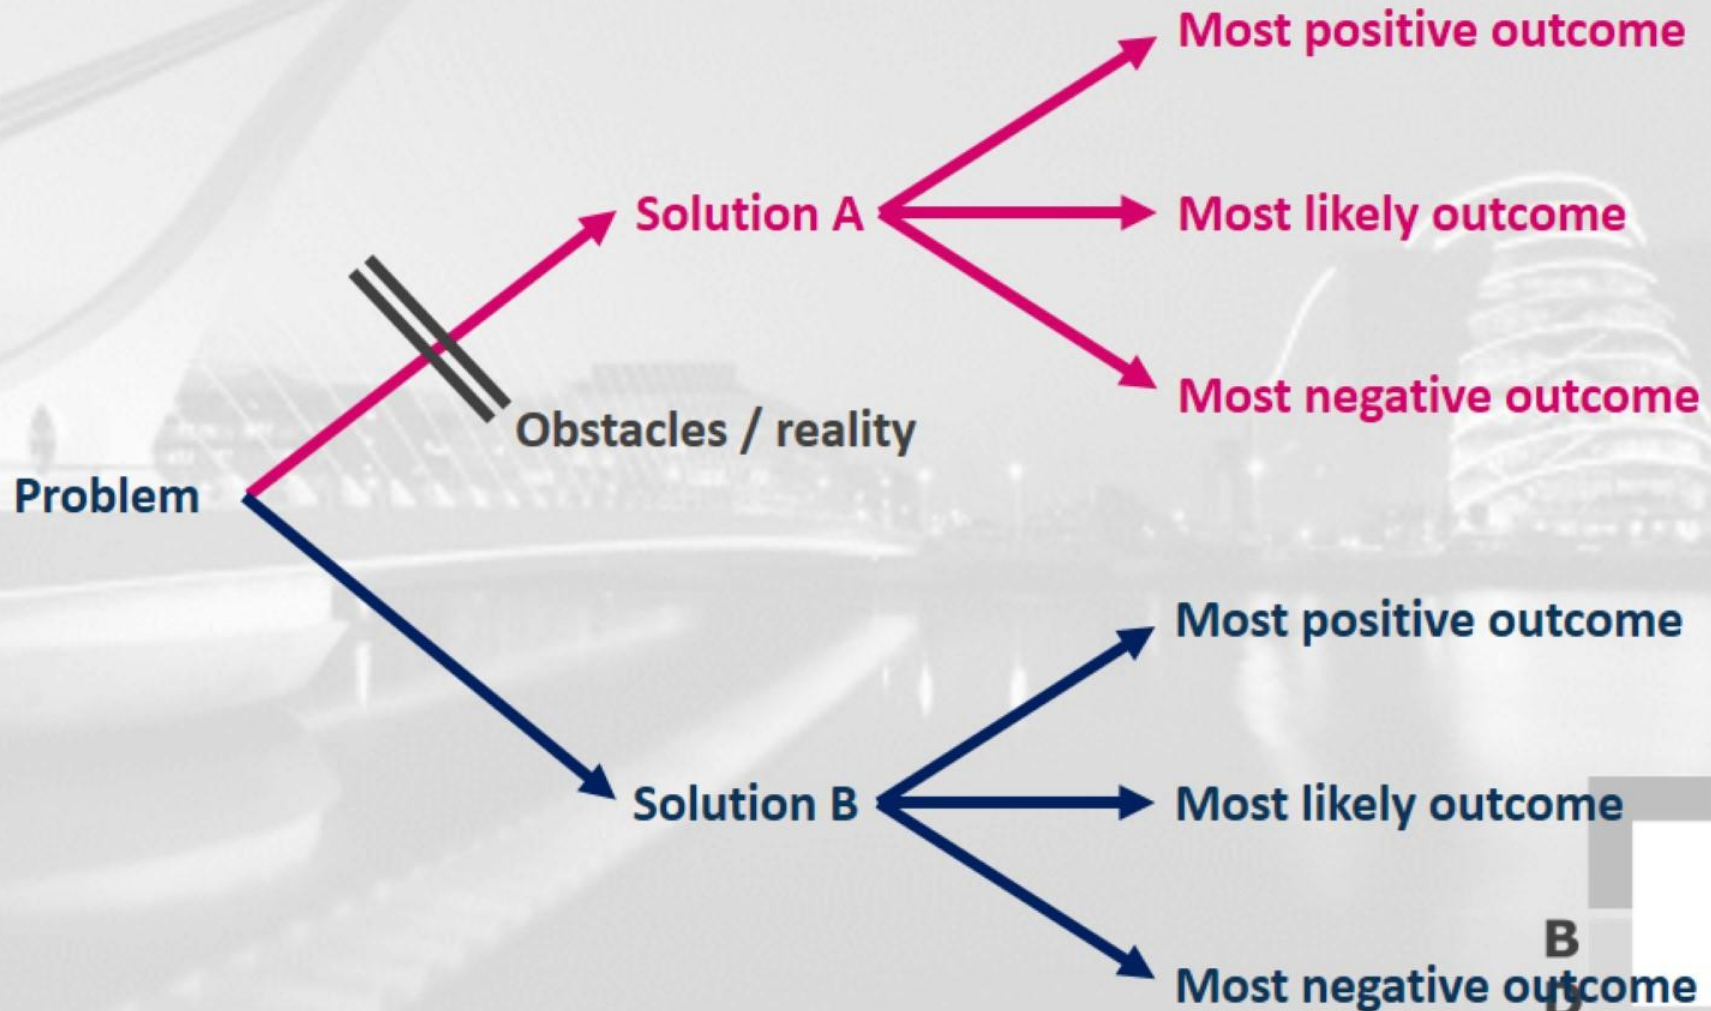 Most positive outcome
Solution A
Most likely outcome
Obstacles / reality
Most negative outcome
Problem
Most positive outcome
Solution B
Most likely outcome
B
Most negative outcome